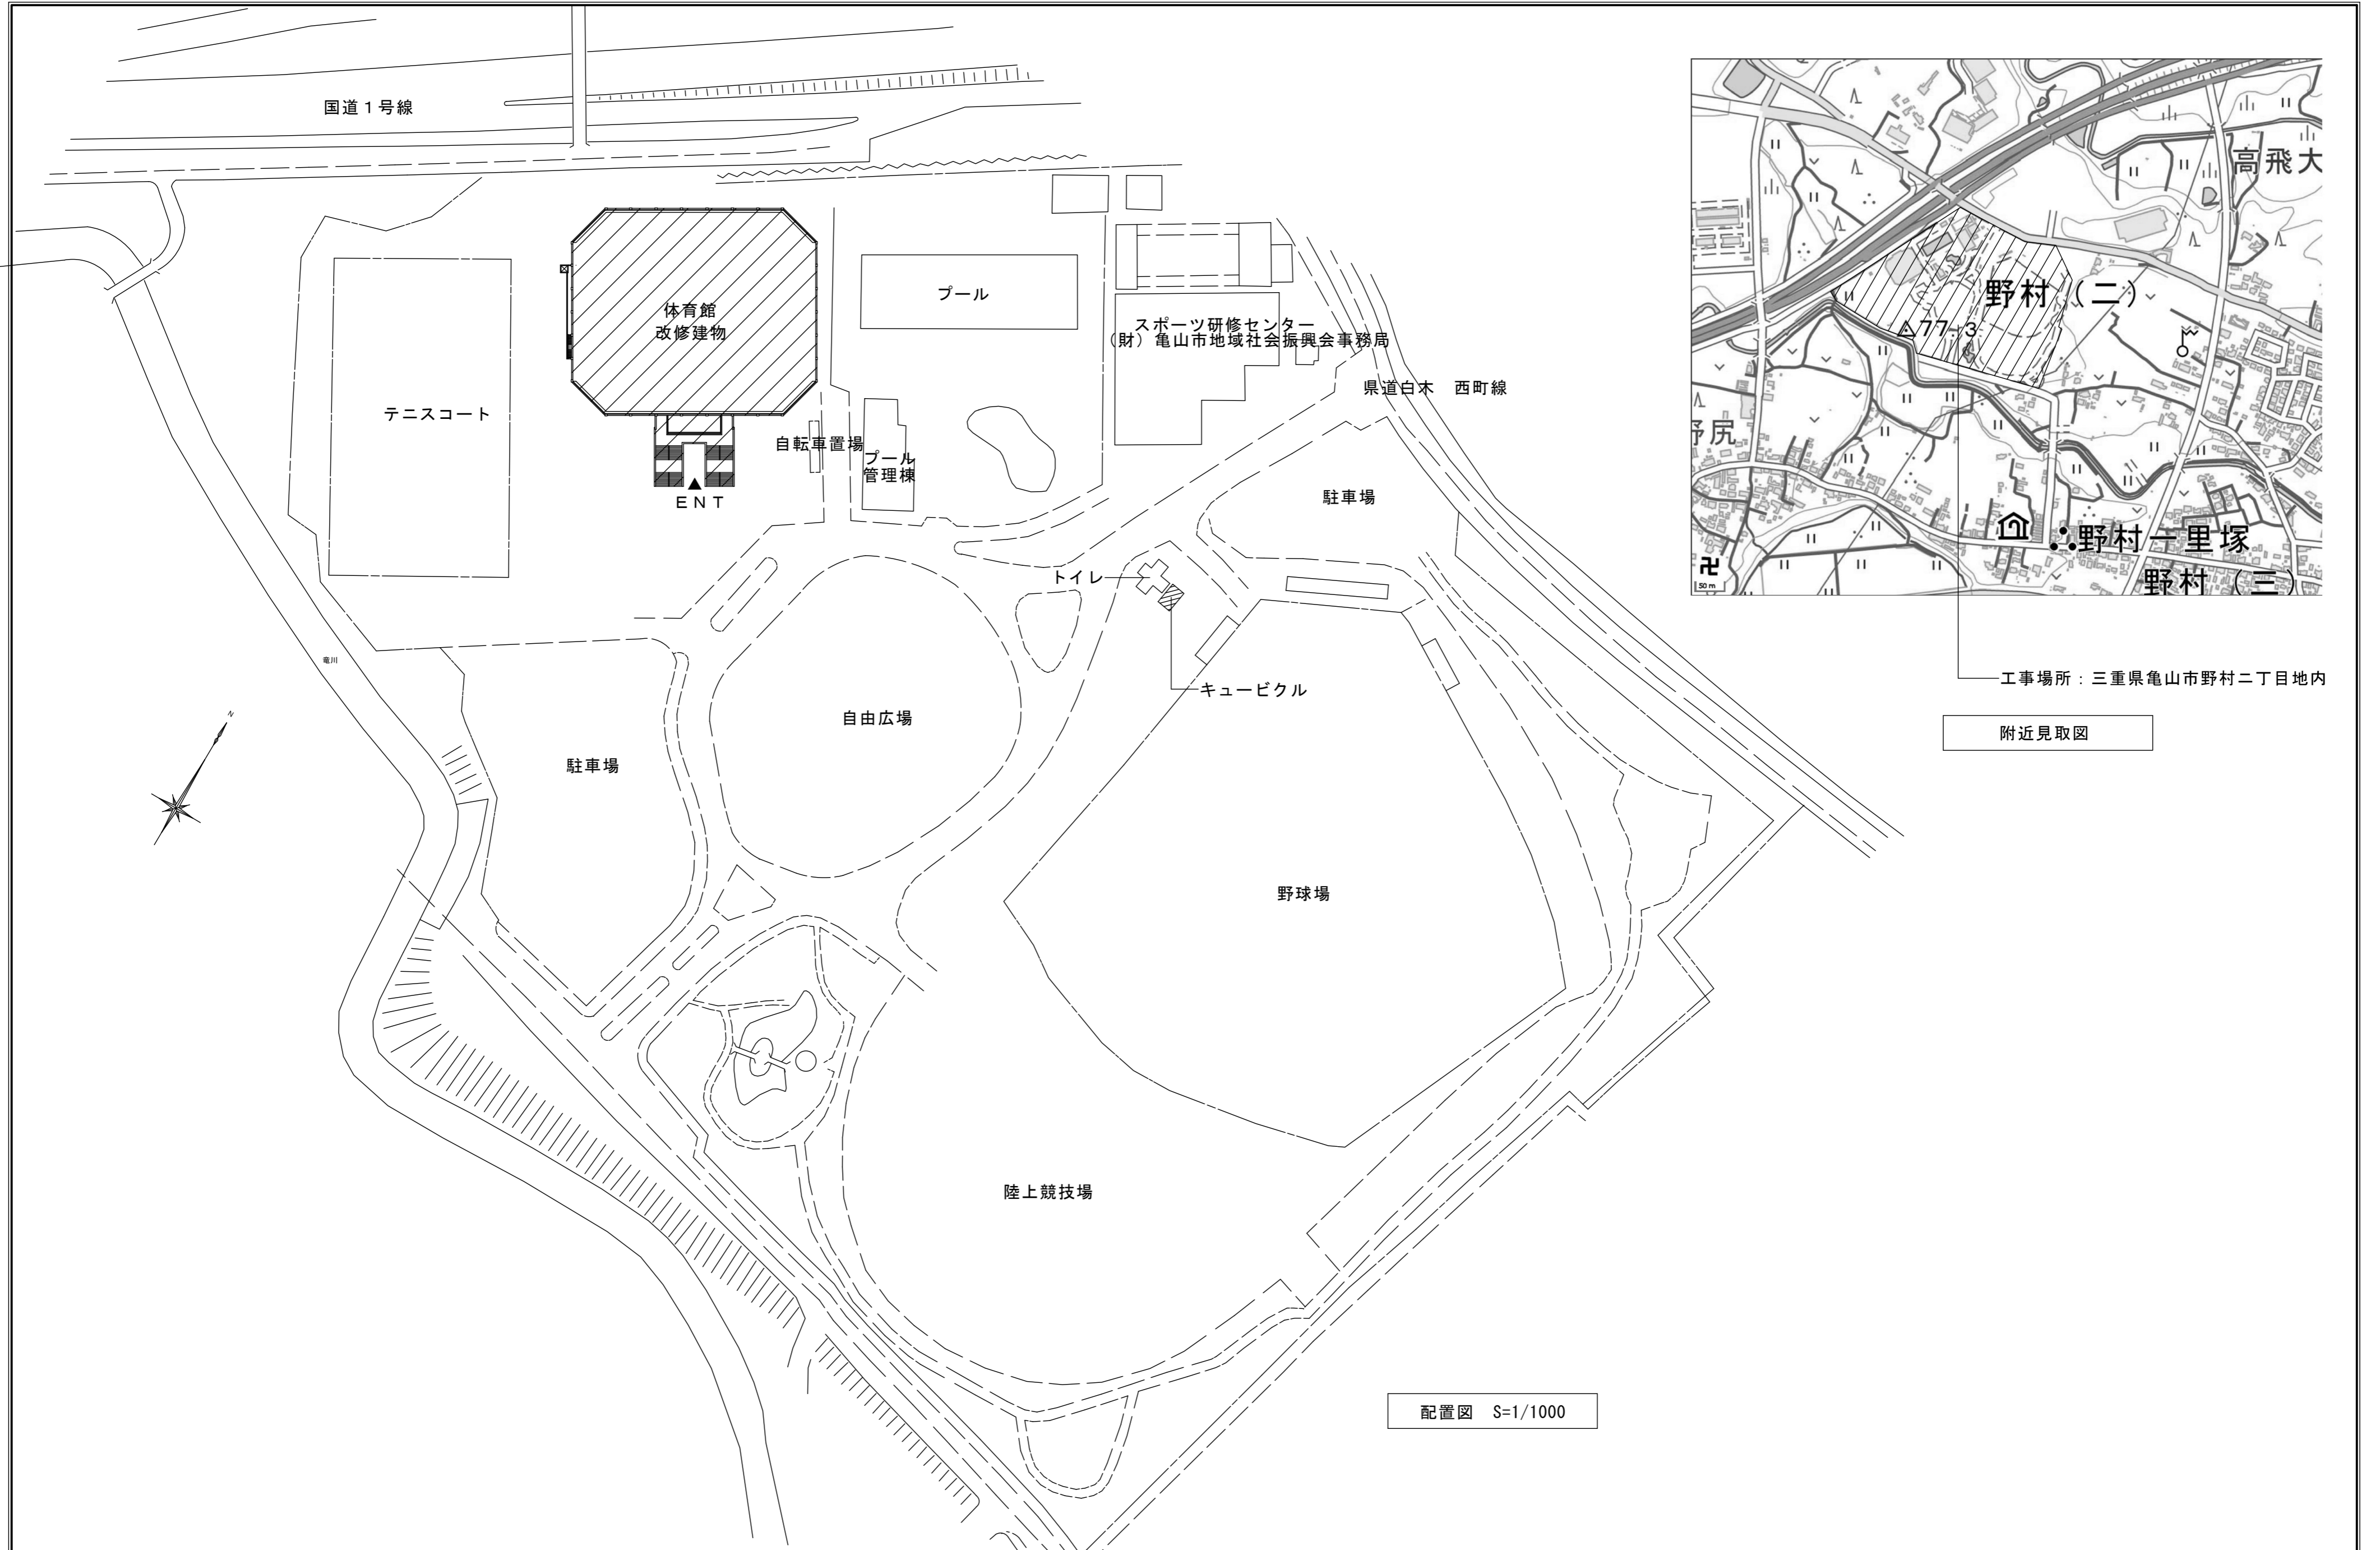 国道１号線
体育館
改修建物
プール
スポーツ研修センター
（財）亀山市地域社会振興会事務局
県道白木　西町線
テニスコート
自転車置場
プール
管理棟
ENT
駐車場
トイレ
キュービクル
竜川
N
自由広場
駐車場
野球場
陸上競技場
配置図　S=1/1000
高飛大
野村（二）
77.3
野尻
野村一里塚
野村（三）
50 m
工事場所：三重県亀山市野村二丁目地内
附近見取図